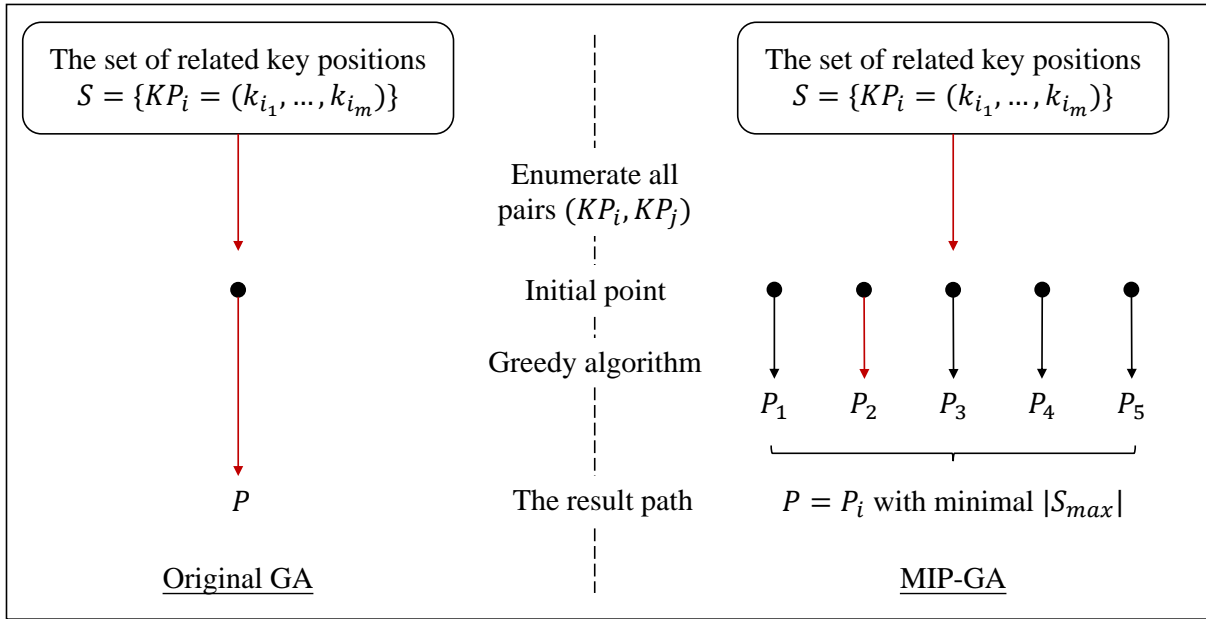 The set of related key positions
S = {KP_i = (k_{i_1}, …, k_{i_m})}
The set of related key positions
S = {KP_i = (k_{i_1}, …, k_{i_m})}
Enumerate all
pairs (KP_i, KP_j)
Initial point
Greedy algorithm
P_1 P_2 P_3 P_4 P_5
P
The result path
P = P_i with minimal |S_{max}|
Original GA
MIP-GA